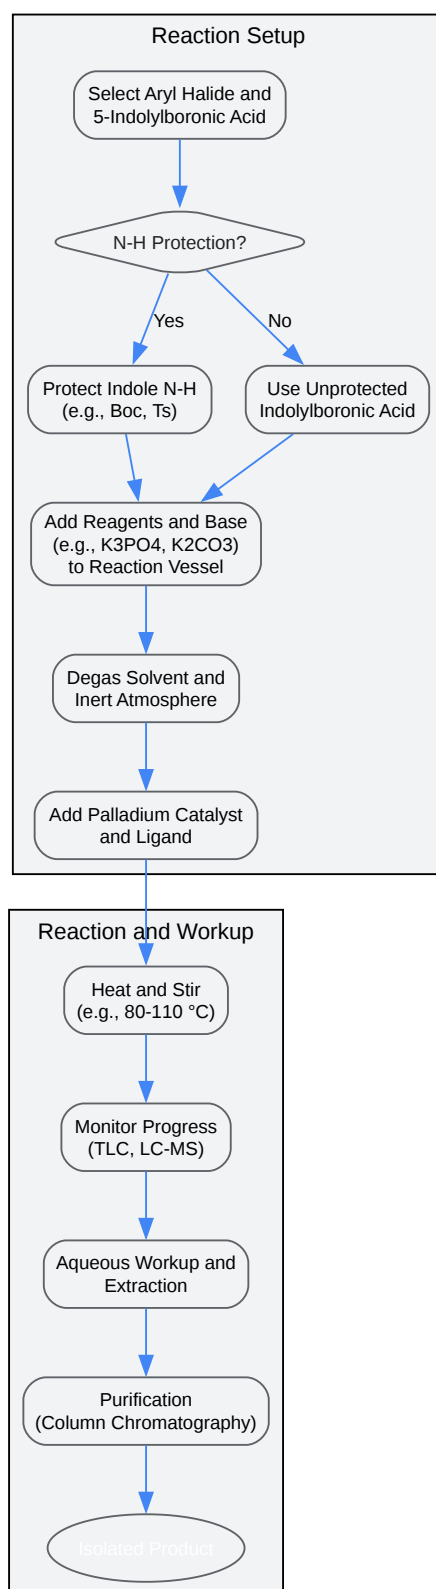 Reaction Setup
Select Aryl Halide and
5-Indolylboronic Acid
N-H Protection?
Yes
No
Protect Indole N-H
(e.g., Boc, Ts)
Use Unprotected
Indolylboronic Acid
Add Reagents and Base
(e.g., K3PO4, K2CO3)
to Reaction Vessel
Degas Solvent and
Inert Atmosphere
Add Palladium Catalyst
and Ligand
Reaction and Workup
Heat and Stir
(e.g., 80-110 °C)
Monitor Progress
(TLC, LC-MS)
Aqueous Workup and
Extraction
Purification
(Column Chromatography)
Isolated Product